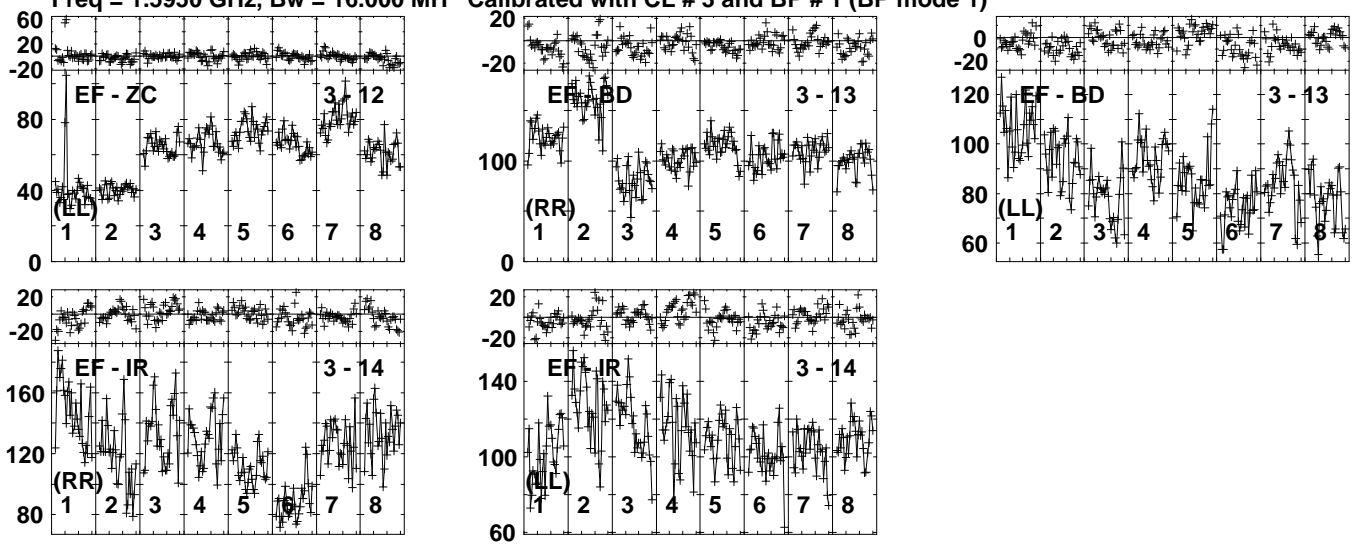 Freq = 1.5950 GHz, Bw = 16.000 MH Calibrated with CL # 3 and BP # 1 (BP mode 1)
60
20
-20
EF - ZC 3 - 12
80
40
0
(LL)
1 2 3 4 5 6 7 8
20
-20
EF - BD 3 - 13
100
0
(RR)
1 2 3 4 5 6 7 8
0
-20
EF - BD 3 - 13
120
100
80
60
(LL)
1 2 3 4 5 6 7 8
20
-20
EF - IR 3 - 14
160
120
80
(RR)
1 2 3 4 5 6 7 8
20
-20
EF - IR 3 - 14
140
100
60
(LL)
1 2 3 4 5 6 7 8